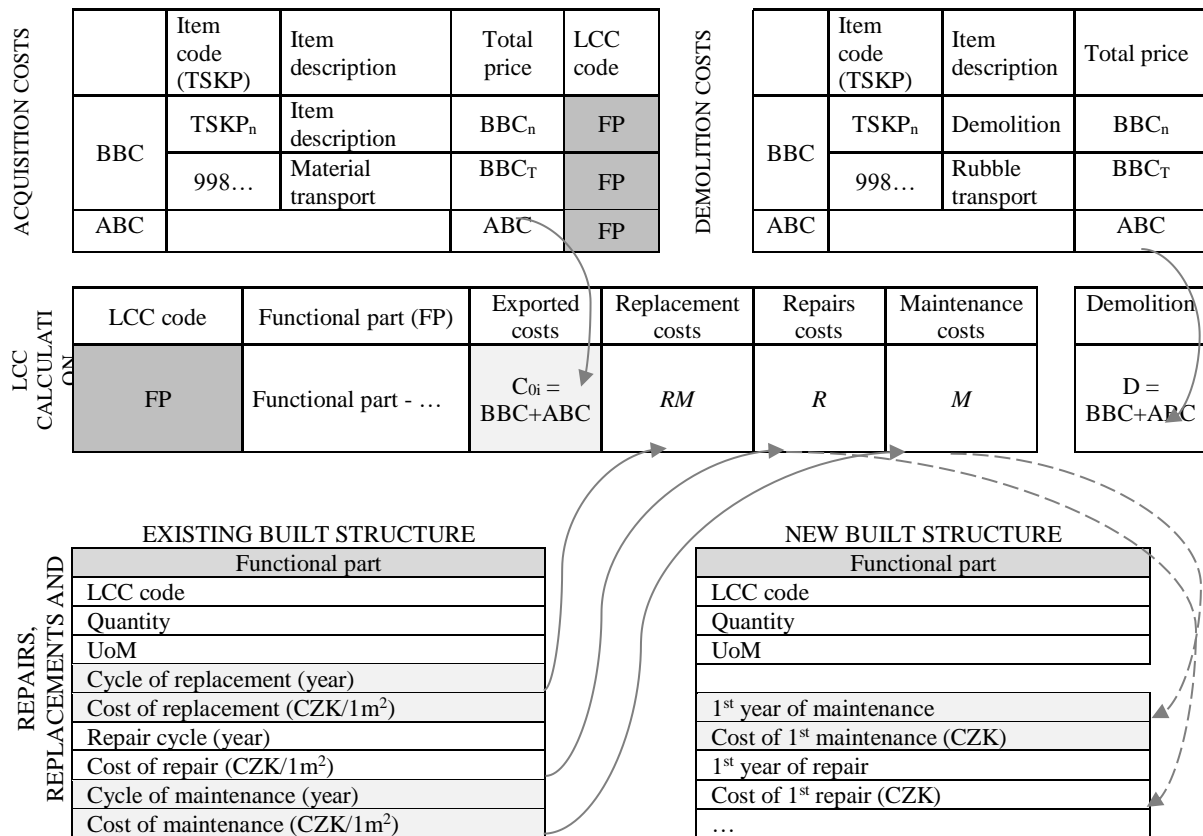 ACQUISITION COSTS
Item code (TSKP)
Item description
Total price
LCC code
BBC
TSKPn
Item description
BBCn
FP
998…
Material transport
BBCT
FP
ABC
ABC
FP
DEMOLITION COSTS
Item code (TSKP)
Item description
Total price
BBC
TSKPn
Demolition
BBCn
998…
Rubble transport
BBCT
ABC
ABC
LCC
CALCULATI
ON
LCC code
Functional part (FP)
Exported costs
Replacement costs
Repairs costs
Maintenance costs
Demolition
FP
Functional part - …
C0i =
BBC+ABC
RM
R
M
D =
BBC+ABC
REPAIRS,
REPLACEMENTS AND
EXISTING BUILT STRUCTURE
Functional part
LCC code
Quantity
UoM
Cycle of replacement (year)
Cost of replacement (CZK/1m²)
Repair cycle (year)
Cost of repair (CZK/1m²)
Cycle of maintenance (year)
Cost of maintenance (CZK/1m²)
NEW BUILT STRUCTURE
Functional part
LCC code
Quantity
UoM
1st year of maintenance
Cost of 1st maintenance (CZK)
1st year of repair
Cost of 1st repair (CZK)
…